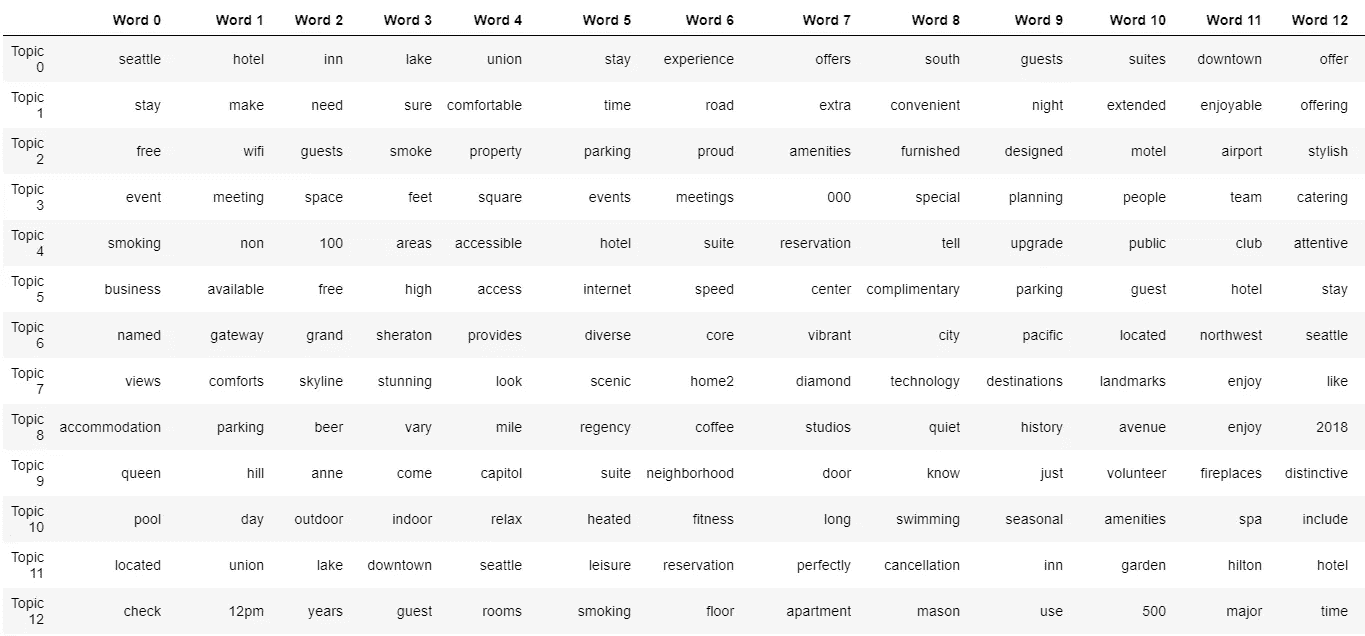 Word 0 Word 1 Word 2 Word 3 Word 4 Word 5 Word 6 Word 7 Word 8 Word 9 Word 10 Word 11 Word 12
Topic 0 seattle hotel inn lake union stay experience offers south guests suites downtown offer
Topic 1 stay make need sure comfortable time road extra convenient night extended enjoyable offering
Topic 2 free wifi guests smoke property parking proud amenities furnished designed motel airport stylish
Topic 3 event meeting space feet square events meetings 000 special planning people team catering
Topic 4 smoking non 100 areas accessible hotel suite reservation tell upgrade public club attentive
Topic 5 business available free high access internet speed center complimentary parking guest hotel stay
Topic 6 named gateway grand sheraton provides diverse core vibrant city pacific located northwest seattle
Topic 7 views comforts skyline stunning look scenic home2 diamond technology destinations landmarks enjoy like
Topic 8 accommodation parking beer vary mile regency coffee studios quiet history avenue enjoy 2018
Topic 9 queen hill anne come capitol suite neighborhood door know just volunteer fireplaces distinctive
Topic 10 pool day outdoor indoor relax heated fitness long swimming seasonal amenities spa include
Topic 11 located union lake downtown seattle leisure reservation perfectly cancellation inn garden hilton hotel
Topic 12 check 12pm years guest rooms smoking floor apartment mason use 500 major time